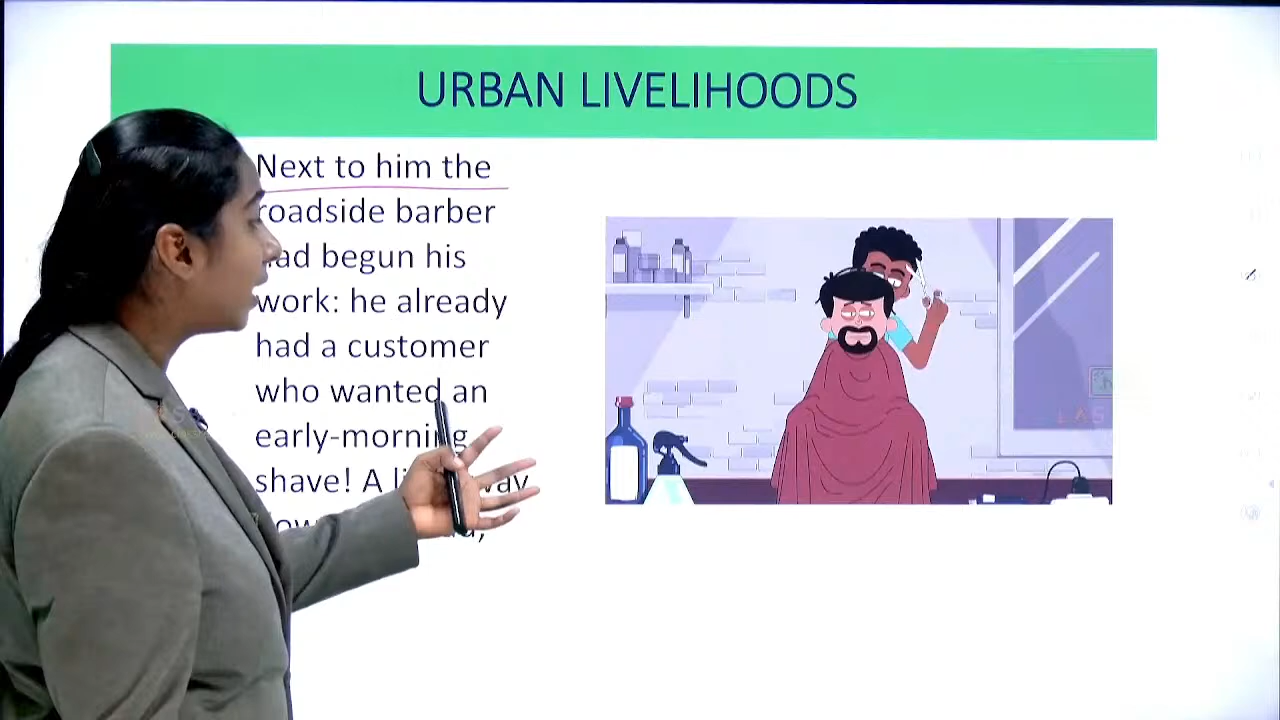 URBAN LIVELIHOODS
Next to him the
roadside barber
had begun his
work: he already
had a customer
who wanted an
early-morning
shave! A